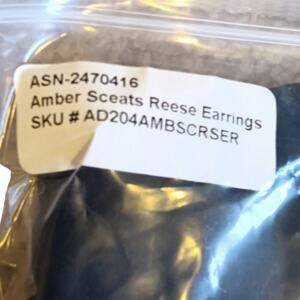 ASN-2470416
Amber Sceats Reese Earrings
SKU # AD204AMBSCRSER